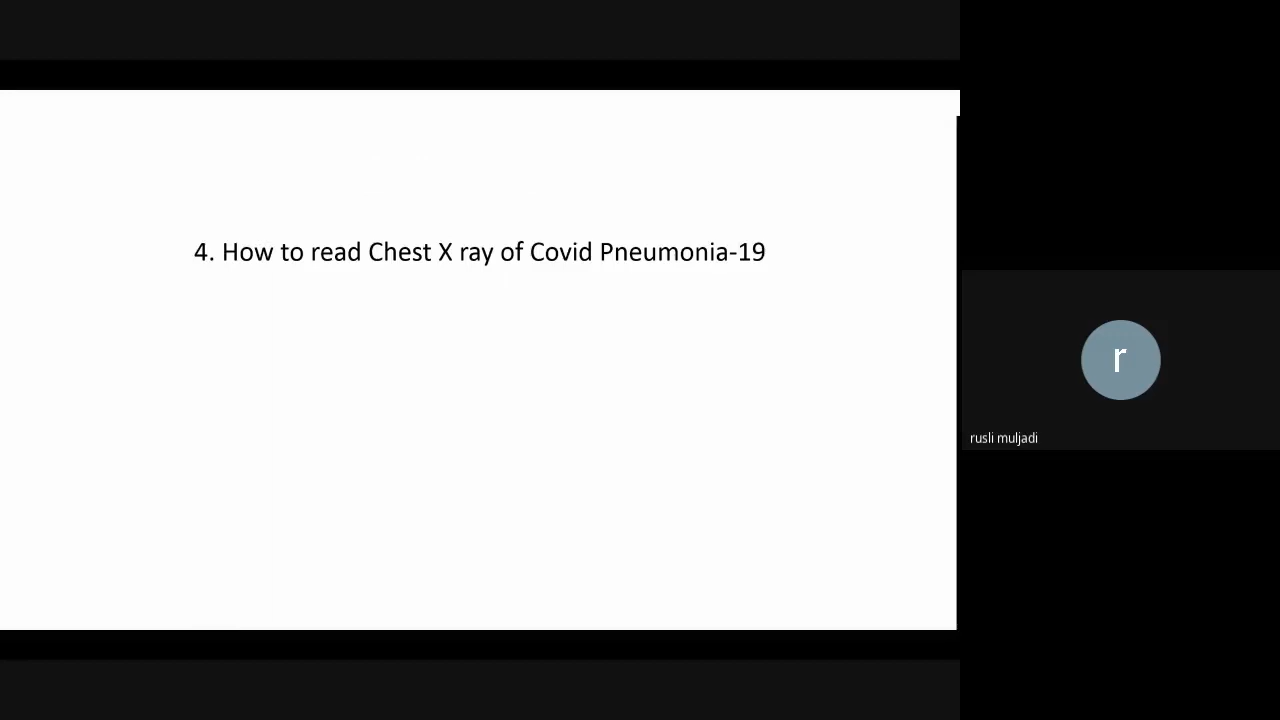 4. How to read Chest X ray of Covid Pneumonia-19
r
rusli muljadi